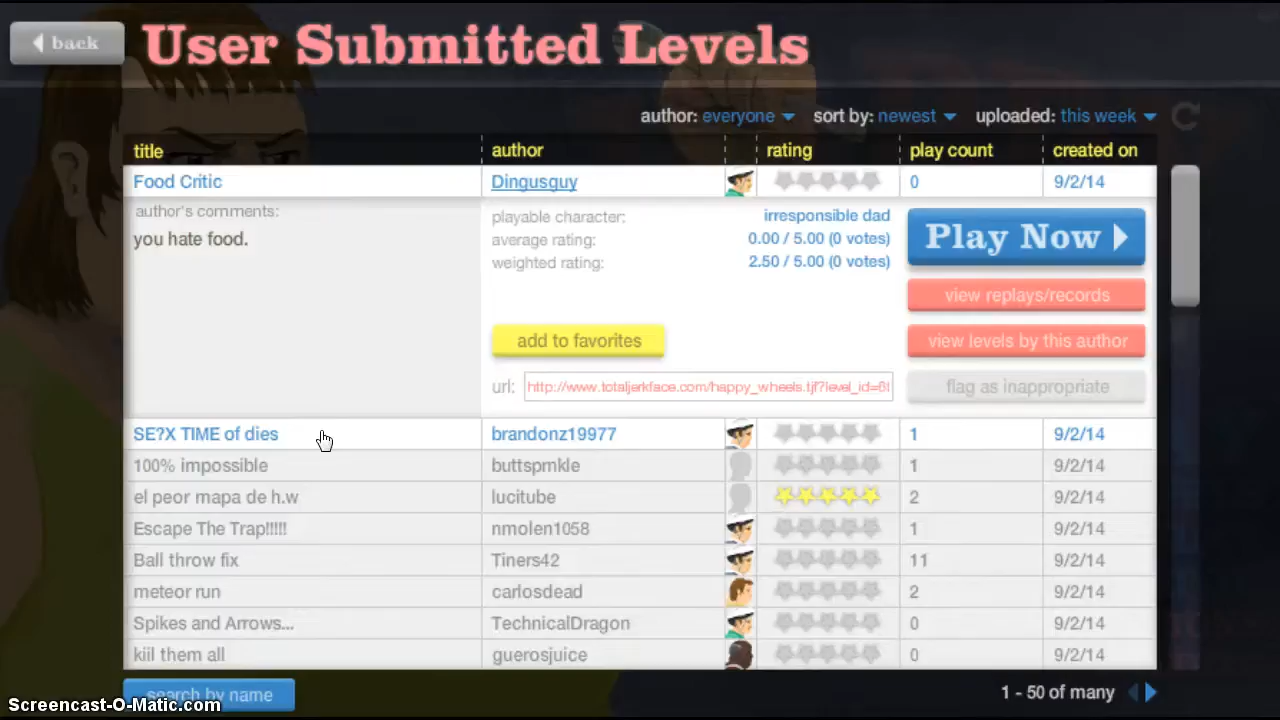 back
User Submitted Levels
author: everyone sort by: newest uploaded: this week
title author rating play count created on
Food Critic Dingusguy 0 9/2/14
author's comments:
you hate food.
playable character: irresponsible dad
average rating: 0.00 / 5.00 (0 votes)
weighted rating: 2.50 / 5.00 (0 votes)
Play Now
view replays/records
add to favorites
view levels by this author
url: http://www.totaljerkface.com/happy_wheels.tjf?level_id=
flag as inappropriate
SE?X TIME of dies brandonz19977 1 9/2/14
100% impossible buttspmkle 1 9/2/14
el peor mapa de h.w lucitube 2 9/2/14
Escape The Trap!!!!! nmolen1058 1 9/2/14
Ball throw fix Tiners42 11 9/2/14
meteor run carlosdead 2 9/2/14
Spikes and Arrows... TechnicalDragon 0 9/2/14
kiil them all guerosjuice 0 9/2/14
search by name
1 - 50 of many
Screencast-O-Matic.com